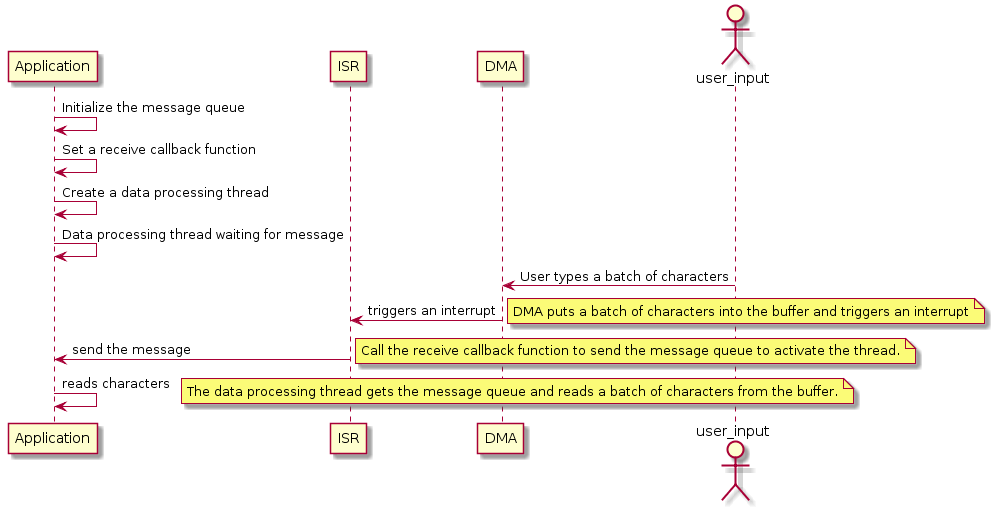 user_input
Application
ISR
DMA
Initialize the message queue
Set a receive callback function
Create a data processing thread
Data processing thread waiting for message
User types a batch of characters
triggers an interrupt
DMA puts a batch of characters into the buffer and triggers an interrupt
send the message
Call the receive callback function to send the message queue to activate the thread.
reads characters
The data processing thread gets the message queue and reads a batch of characters from the buffer.
Application
ISR
DMA
user_input